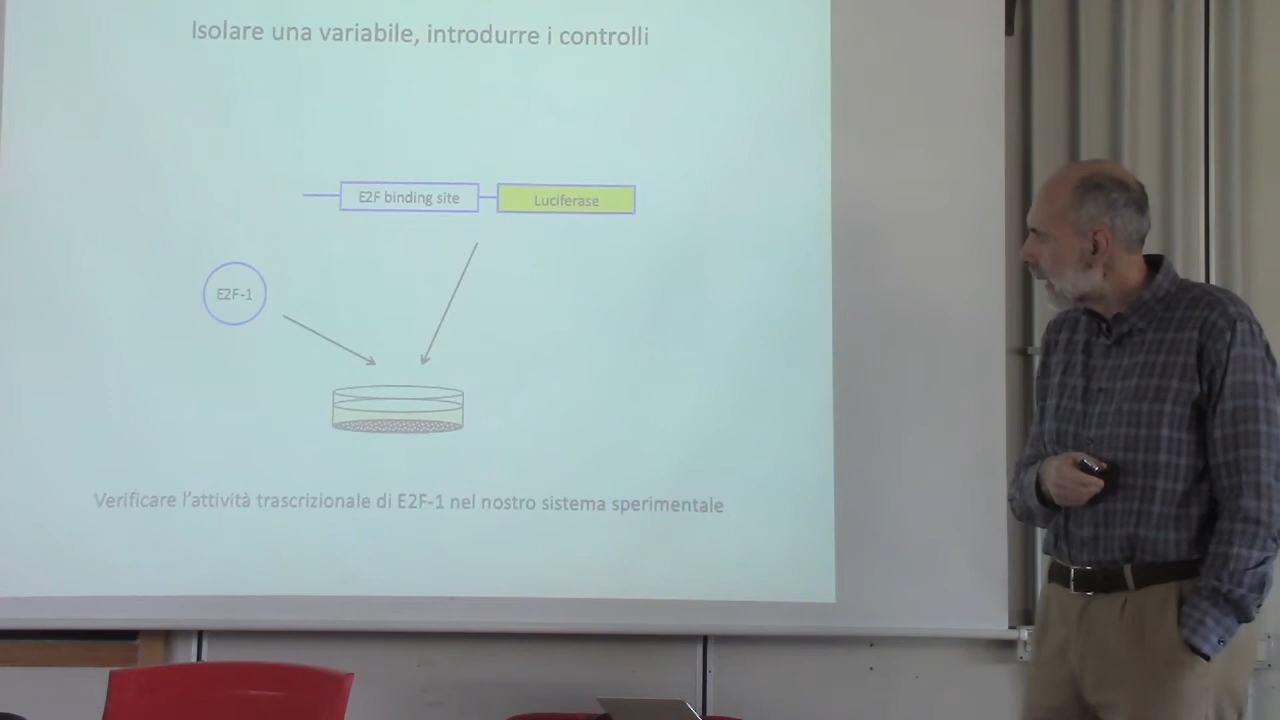 Isolare una variabile, introdurre i controlli
E2F binding site
Luciferase
E2F-1
Verificare l'attività trascrizionale di E2F-1 nel nostro sistema sperimentale